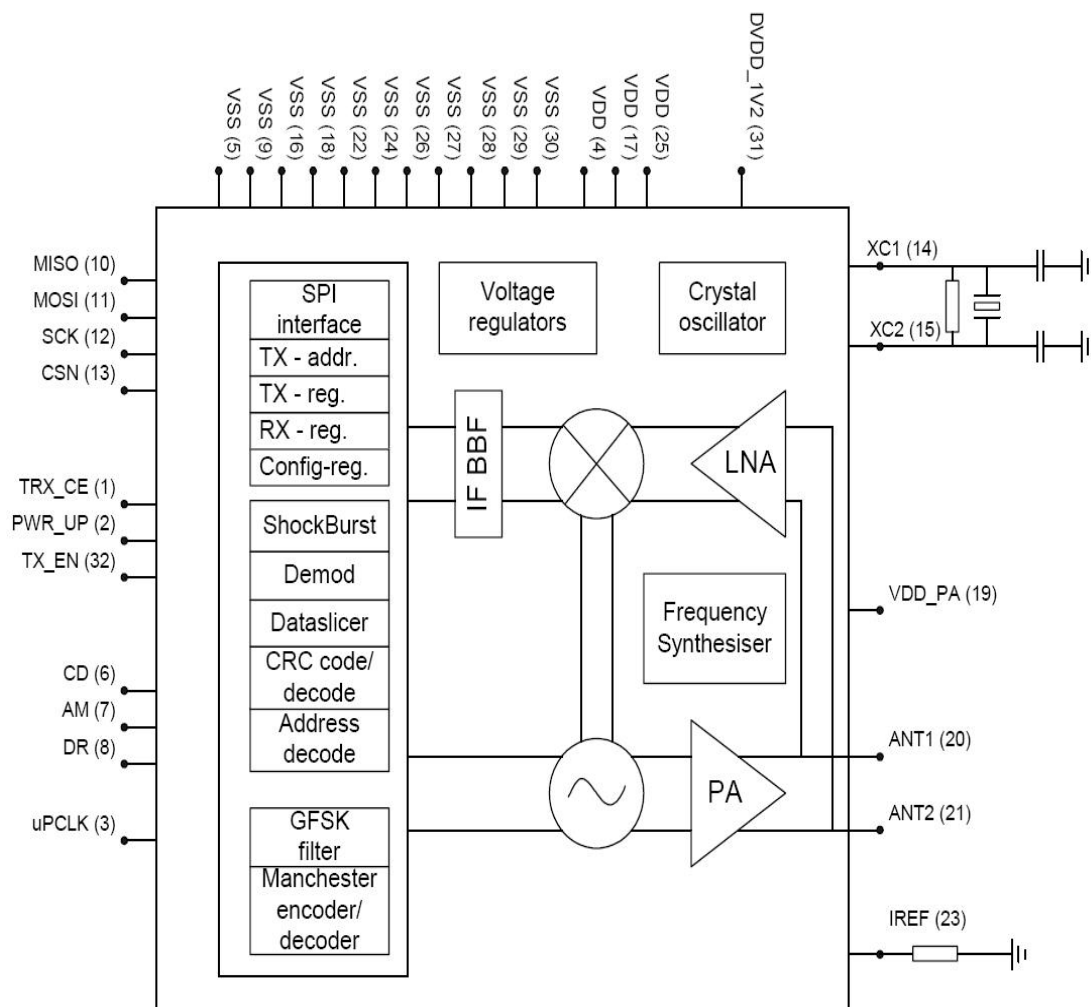 VSS (5)
VSS (9)
VSS (16)
VSS (18)
VSS (22)
VSS (24)
VSS (26)
VSS (27)
VSS (28)
VSS (29)
VSS (30)
VDD (4)
VDD (17)
VDD (25)
DVDD_1V2 (31)
MISO (10)
MOSI (11)
SCK (12)
CSN (13)
TRX_CE (1)
PWR_UP (2)
TX_EN (32)
CD (6)
AM (7)
DR (8)
uPCLK (3)
SPI
interface
TX - addr.
TX - reg.
RX - reg.
Config-reg.
ShockBurst
Demod
Dataslicer
CRC code/
decode
Address
decode
GFSK
filter
Manchester
encoder/
decoder
Voltage
regulators
Crystal
oscillator
IF BBF
LNA
Frequency
Synthesiser
PA
XC1 (14)
XC2 (15)
VDD_PA (19)
ANT1 (20)
ANT2 (21)
IREF (23)